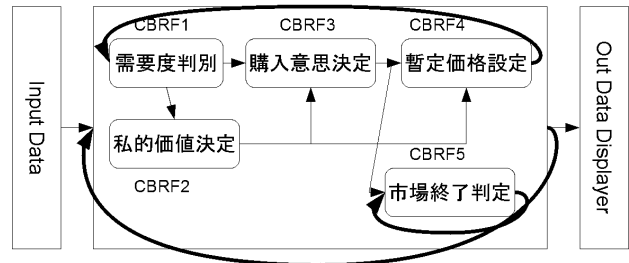 Input Data
CBRF1
需要度判別
CBRF3
購入意思決定
CBRF4
暫定価格設定
私的価値決定
CBRF2
CBRF5
市場終了判定
Out Data Displayer